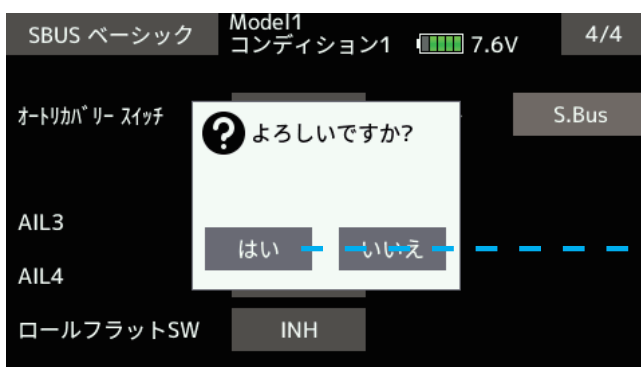 SBUS ベーシック
Model1
コンディション1
7.6V
4/4
オートリカバリー スイッチ
S.Bus
よろしいですか?
はい
いいえ
AIL3
AIL4
ロールフラットSW
INH